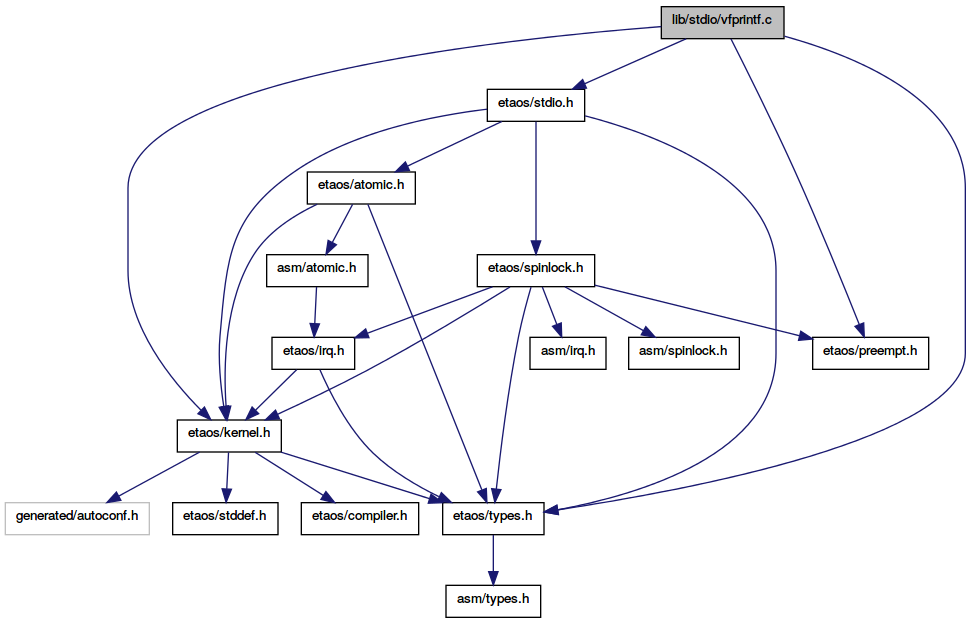 lib/stdio/vfprintf.c
etaos/stdio.h
etaos/atomic.h
asm/atomic.h
etaos/spinlock.h
etaos/irq.h
asm/irq.h
asm/spinlock.h
etaos/preempt.h
etaos/kernel.h
generated/autoconf.h
etaos/stddef.h
etaos/compiler.h
etaos/types.h
asm/types.h